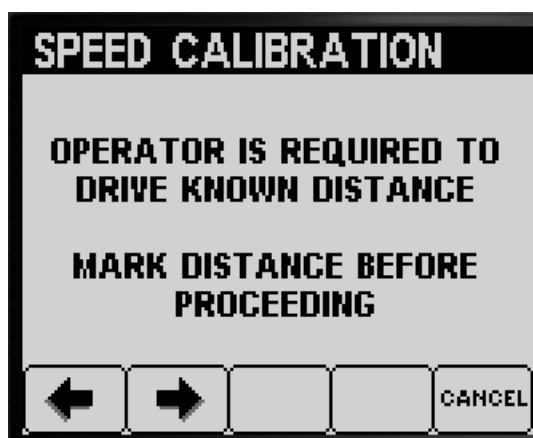 SPEED CALIBRATION
OPERATOR IS REQUIRED TO
DRIVE KNOWN DISTANCE
MARK DISTANCE BEFORE
PROCEEDING
CANCEL